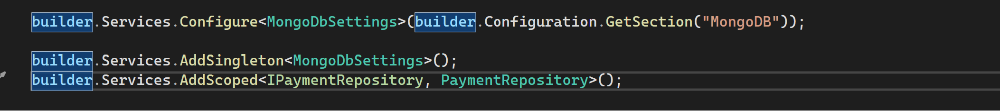 builder.Services.Configure<MongoDbSettings>(builder.Configuration.GetSection("MongoDB"));
builder.Services.AddSingleton<MongoDbSettings>();
builder.Services.AddScoped<IPaymentRepository, PaymentRepository>();